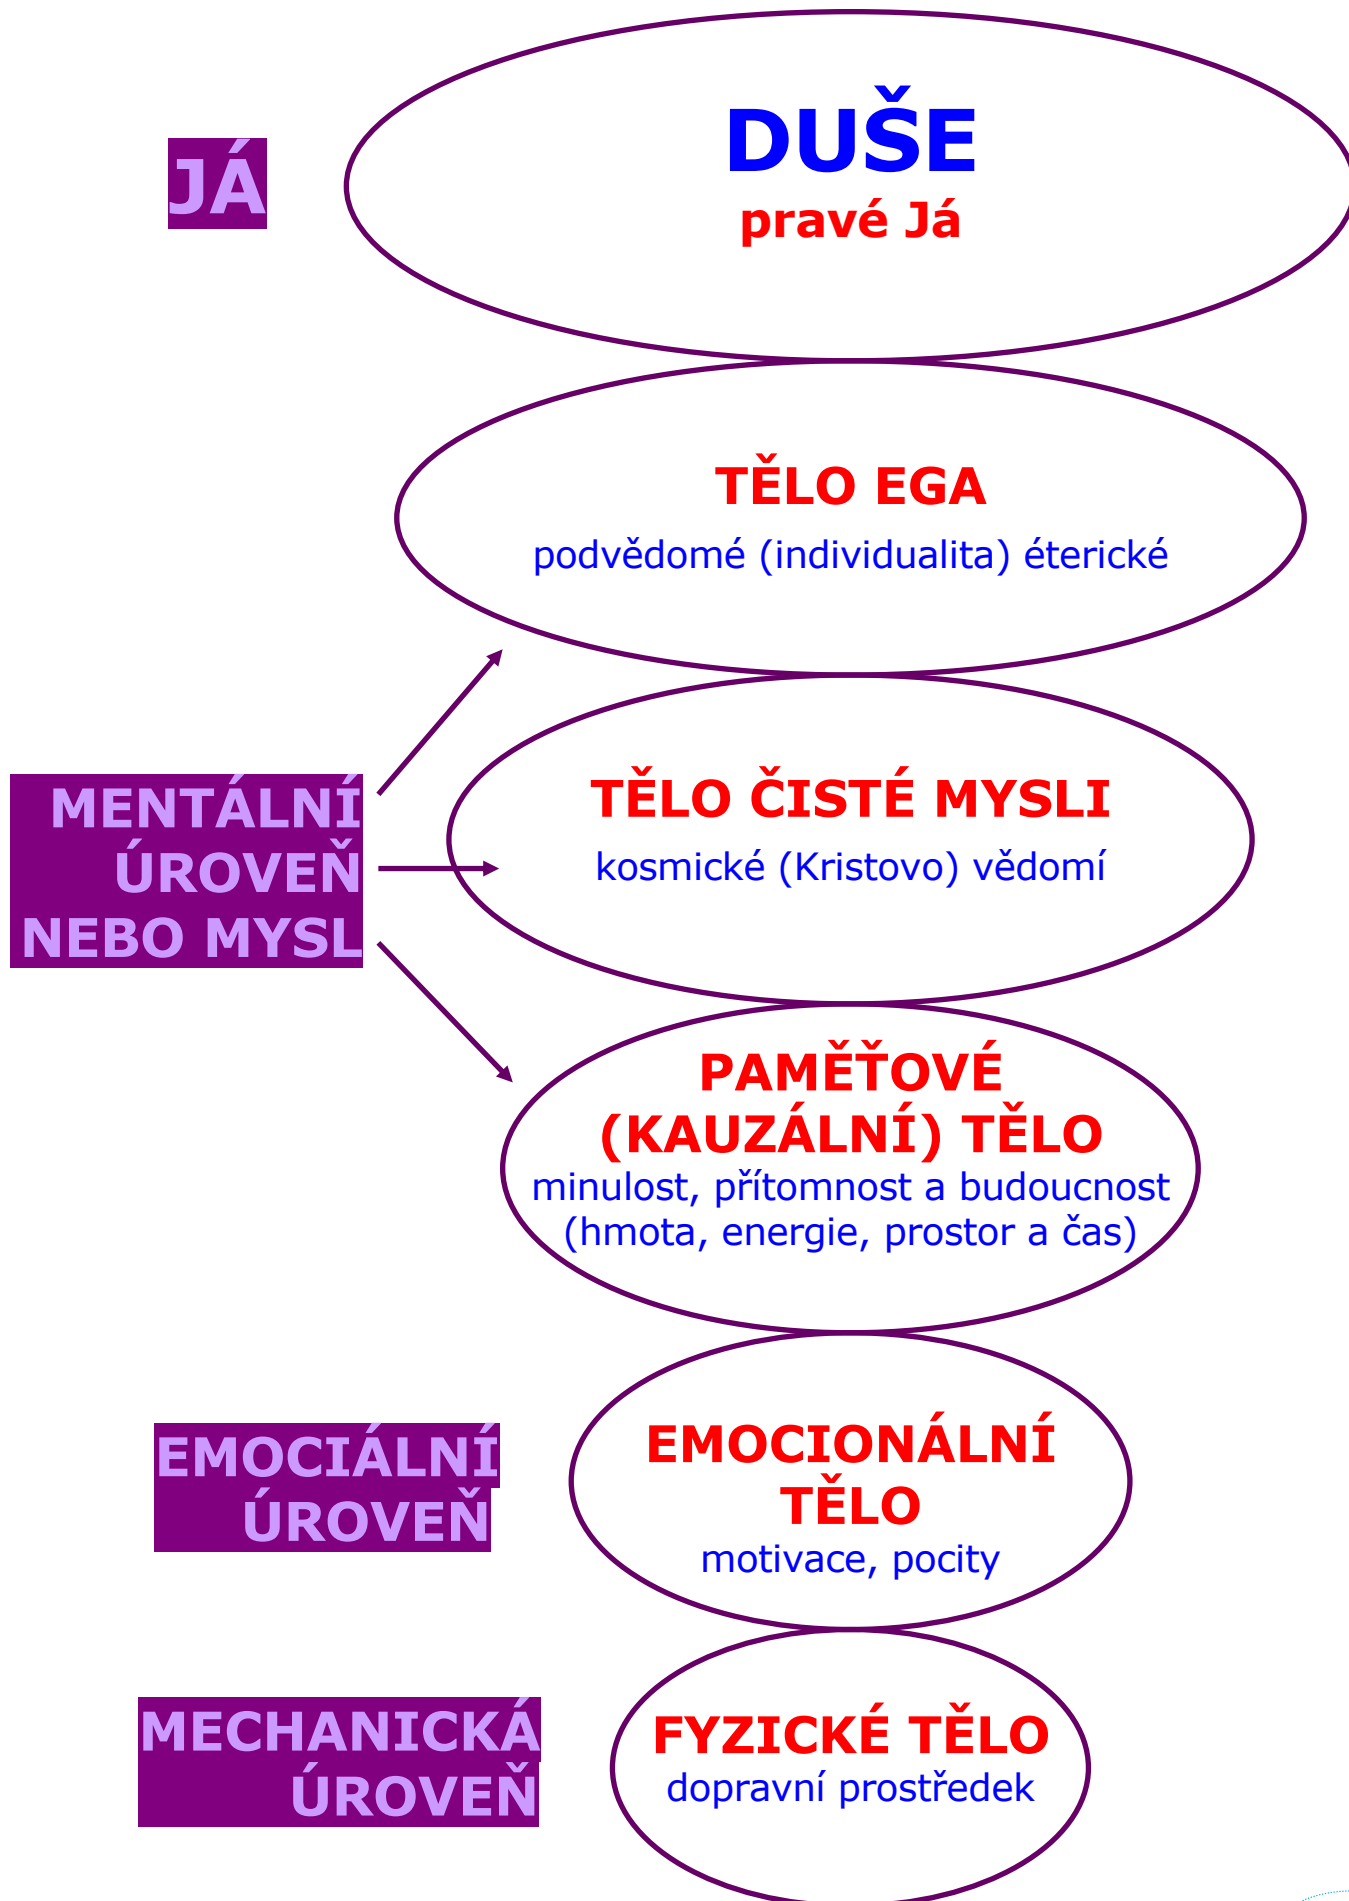 JÁ
DUŠE
pravé Já
TĚLO EGA
podvědomé (individualita) éterické
MENTÁLNÍ
ÚROVEŇ
NEBO MYSL
TĚLO ČISTÉ MYSLI
kosmické (Kristovo) vědomí
PAMĚŤOVÉ
(KAUZÁLNÍ) TĚLO
minulost, přítomnost a budoucnost
(hmota, energie, prostor a čas)
EMOCIÁLNÍ
ÚROVEŇ
EMOCIONÁLNÍ
TĚLO
motivace, pocity
MECHANICKÁ
ÚROVEŇ
FYZICKÉ TĚLO
dopravní prostředek